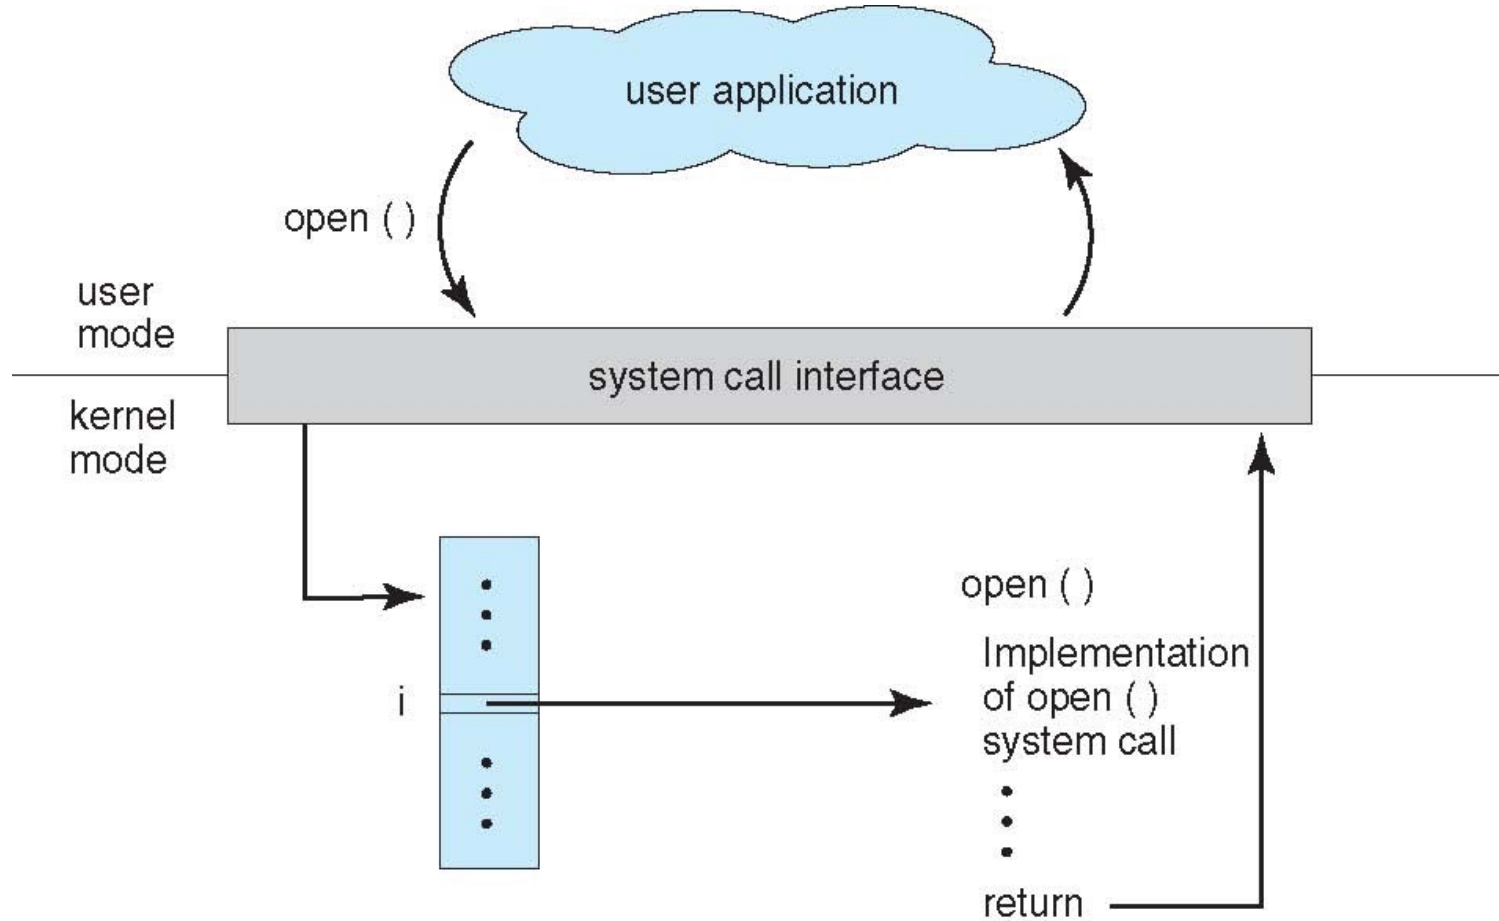 user application
open ( )
user
mode
system call interface
kernel
mode
open ( )
Implementation
of open ( )
system call
i
return